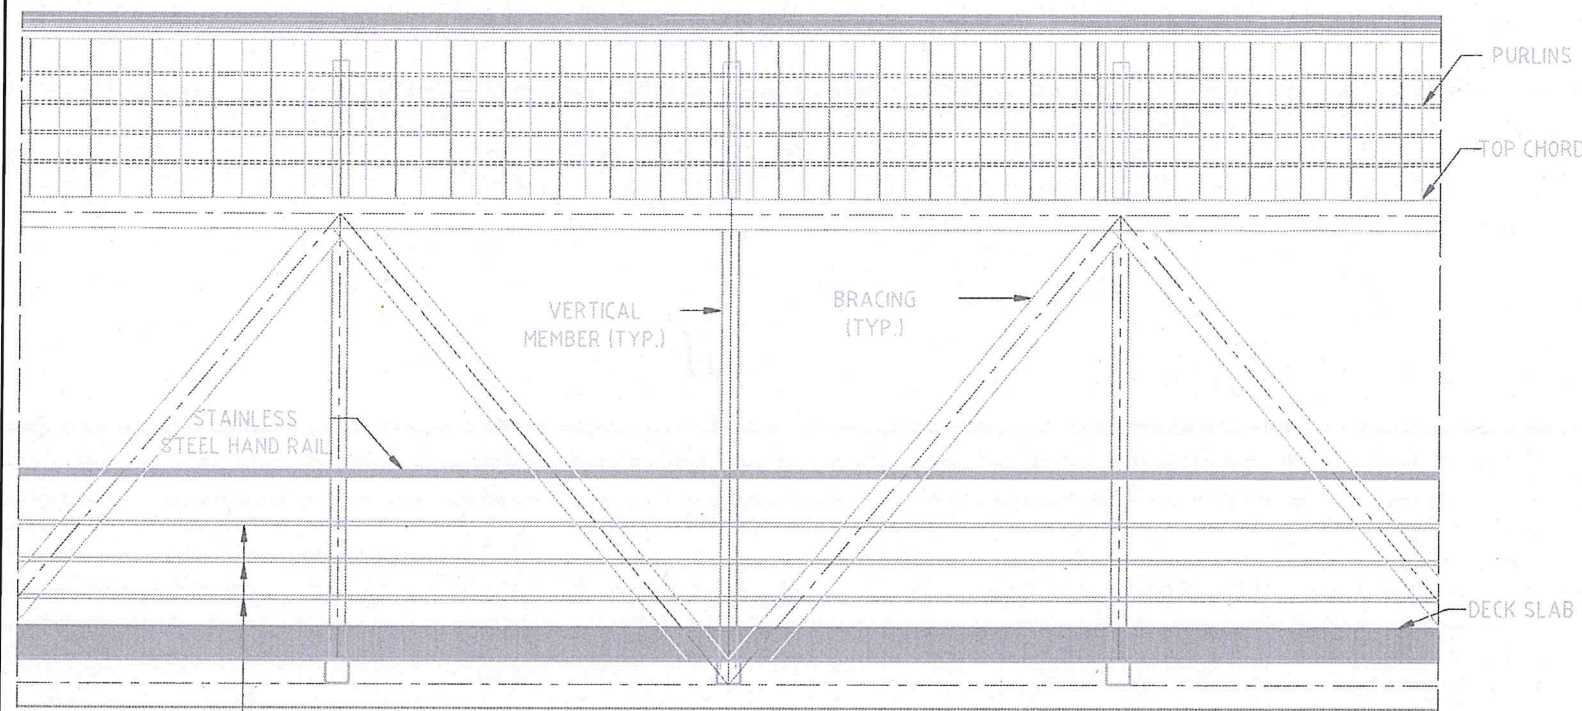 PURLINS
TOP CHORD
VERTICAL
MEMBER (TYP.)
BRACING
(TYP.)
STAINLESS
STEEL HAND RAIL
DECK SLAB